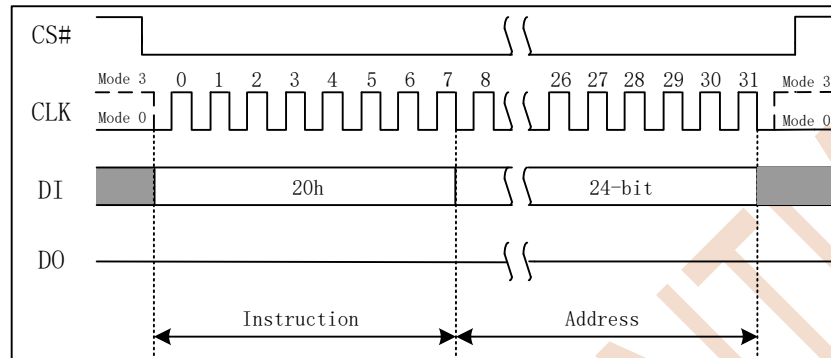 CS#
Mode 3 0 1 2 3 4 5 6 7 8 26 27 28 29 30 31 Mode 3
CLK
Mode 0 Mode 0
DI 20h 24-bit
DO
Instruction Address